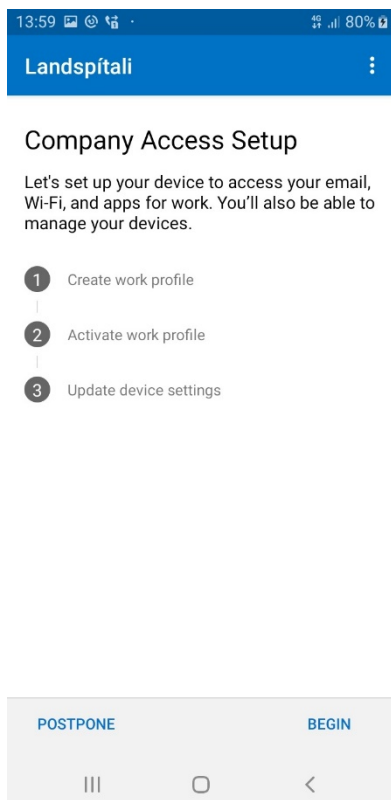 13:59 4G 80%
Landspítali
Company Access Setup
Let's set up your device to access your email,
Wi-Fi, and apps for work. You'll also be able to
manage your devices.
1 Create work profile
2 Activate work profile
3 Update device settings
POSTPONE BEGIN